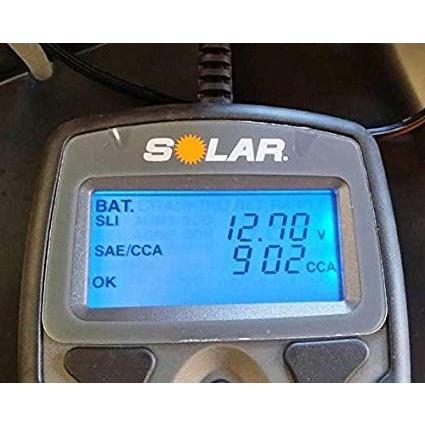 SOLAR®
BAT.
SLI 12.70 V
SAE/CCA 902 CCA
OK